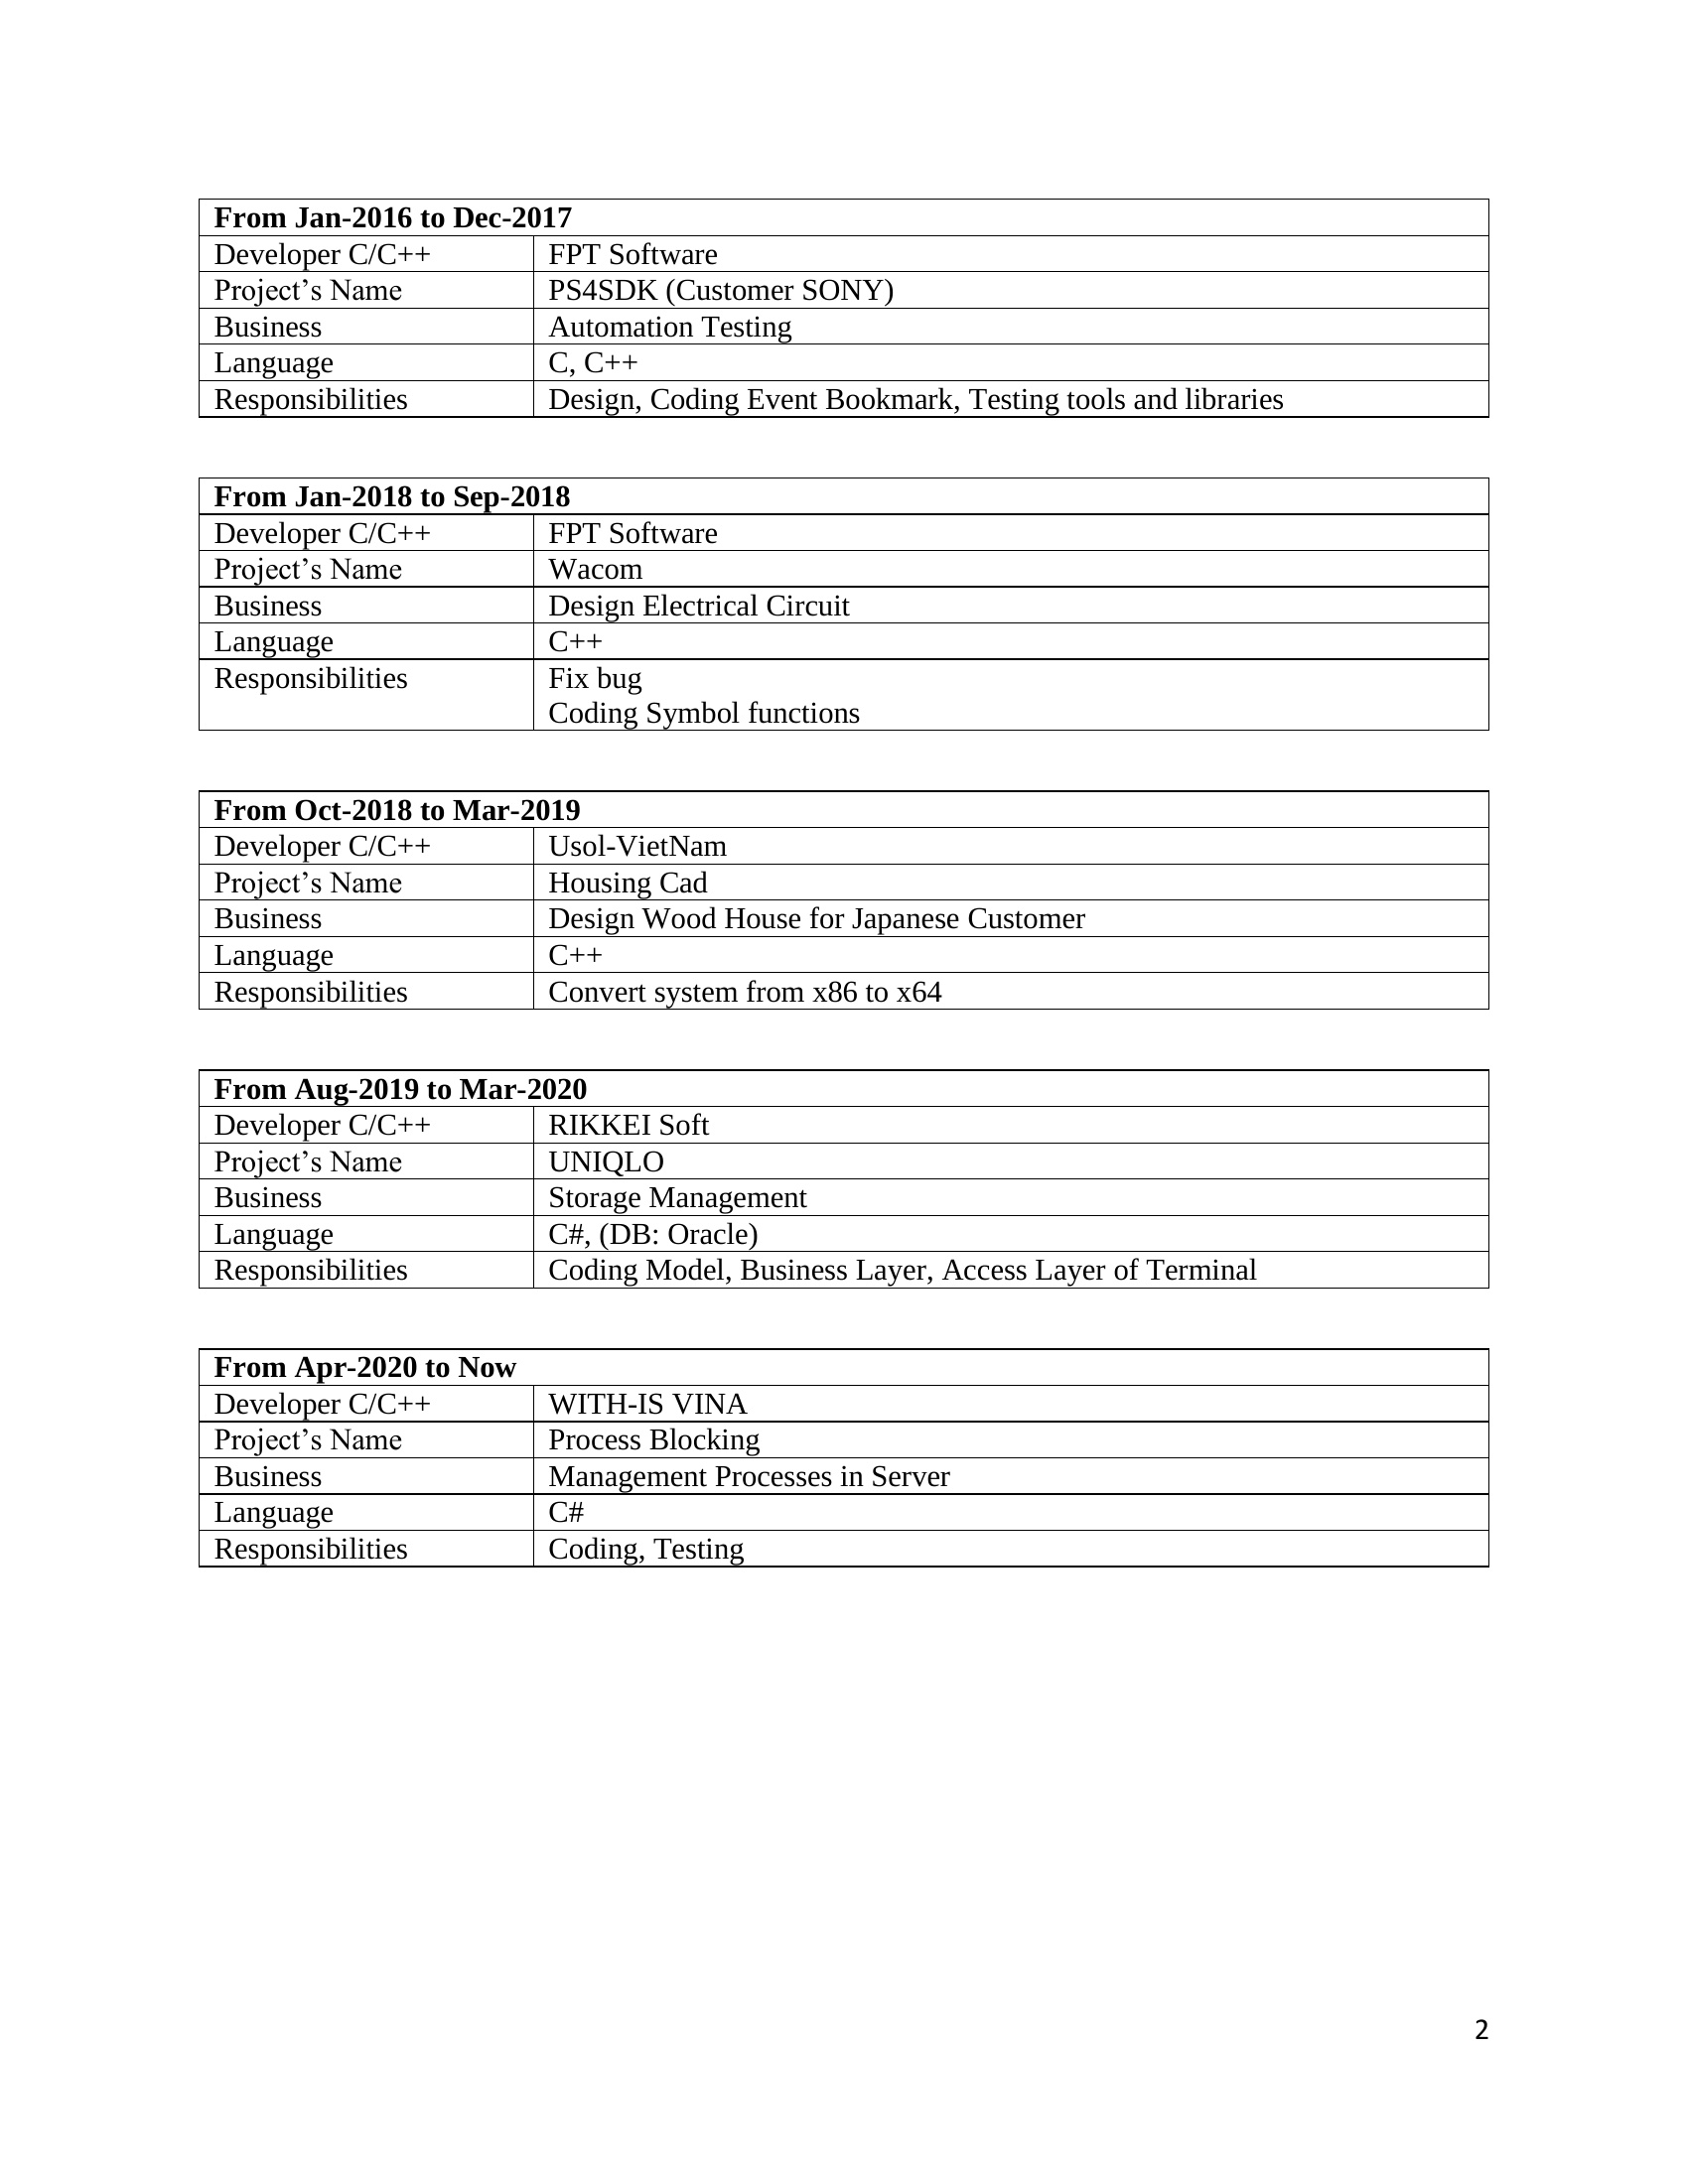 From Jan-2016 to Dec-2017
Developer C/C++ FPT Software
Project’s Name PS4SDK (Customer SONY)
Business Automation Testing
Language C, C++
Responsibilities Design, Coding Event Bookmark, Testing tools and libraries
From Jan-2018 to Sep-2018
Developer C/C++ FPT Software
Project’s Name Wacom
Business Design Electrical Circuit
Language C++
Responsibilities Fix bug
Coding Symbol functions
From Oct-2018 to Mar-2019
Developer C/C++ Usol-VietNam
Project’s Name Housing Cad
Business Design Wood House for Japanese Customer
Language C++
Responsibilities Convert system from x86 to x64
From Aug-2019 to Mar-2020
Developer C/C++ RIKKEI Soft
Project’s Name UNIQLO
Business Storage Management
Language C#, (DB: Oracle)
Responsibilities Coding Model, Business Layer, Access Layer of Terminal
From Apr-2020 to Now
Developer C/C++ WITH-IS VINA
Project’s Name Process Blocking
Business Management Processes in Server
Language C#
Responsibilities Coding, Testing
2